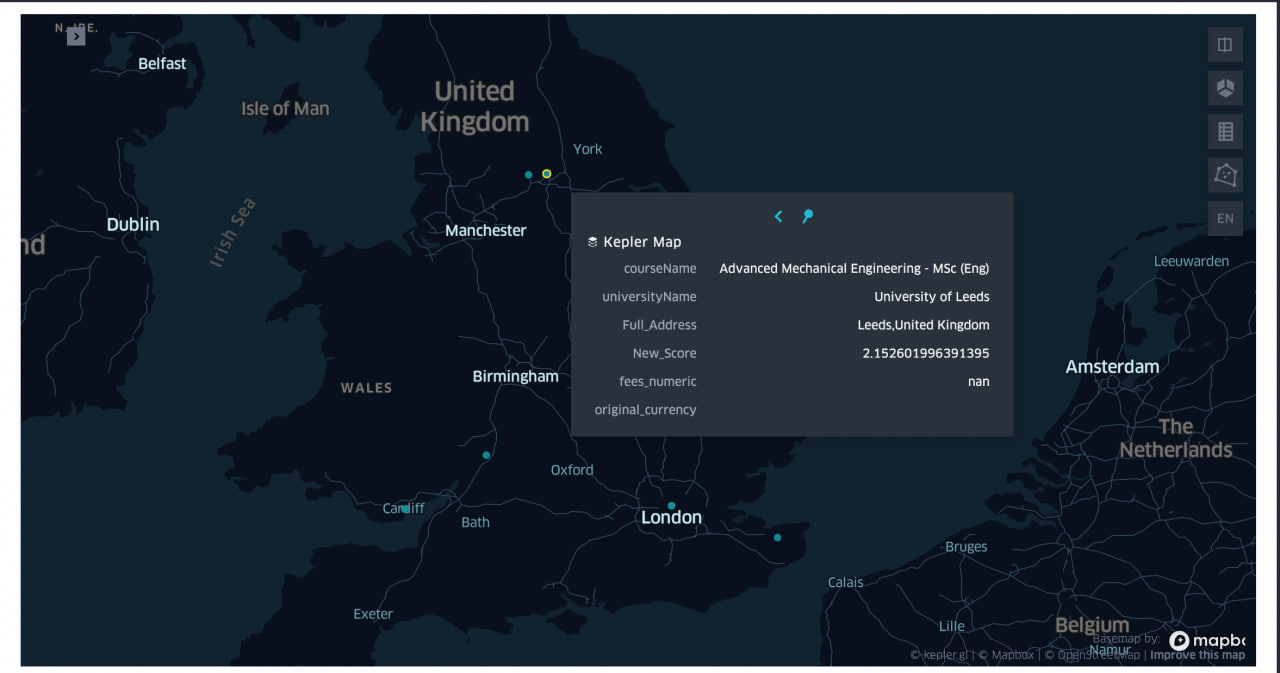 N. IRE.
Belfast
Isle of Man
United
Kingdom
York
Dublin
Irish Sea
Manchester
Kepler Map
courseName Advanced Mechanical Engineering - MSc (Eng)
universityName University of Leeds
Full_Address Leeds,United Kingdom
New_Score 2.152601996391395
fees_numeric nan
original_currency
EN
nd
Leeuwarden
Birmingham
WALES
Amsterdam
The
Netherlands
Oxford
Cardiff
Bath
London
Bruges
Calais
Exeter
Lille
Belgium
Namur
Basemap by: mapbo
© kepler.gl | © Mapbox | © OpenStreetMap | Improve this map